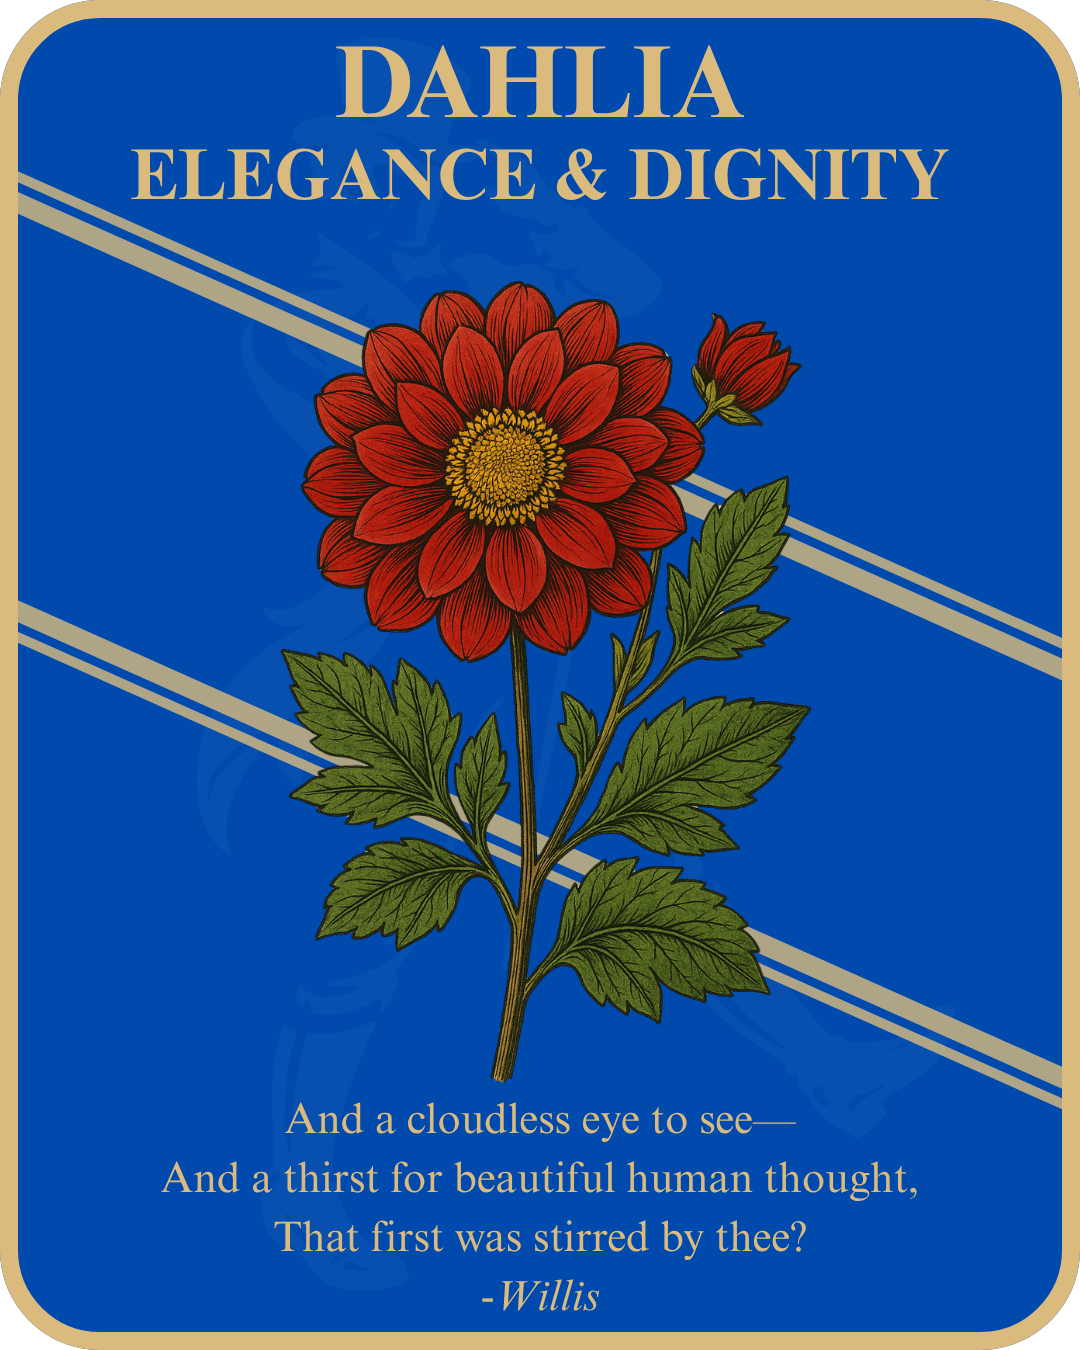 DAHLIA
ELEGANCE & DIGNITY
And a cloudless eye to see—
And a thirst for beautiful human thought,
That first was stirred by thee?
-Willis